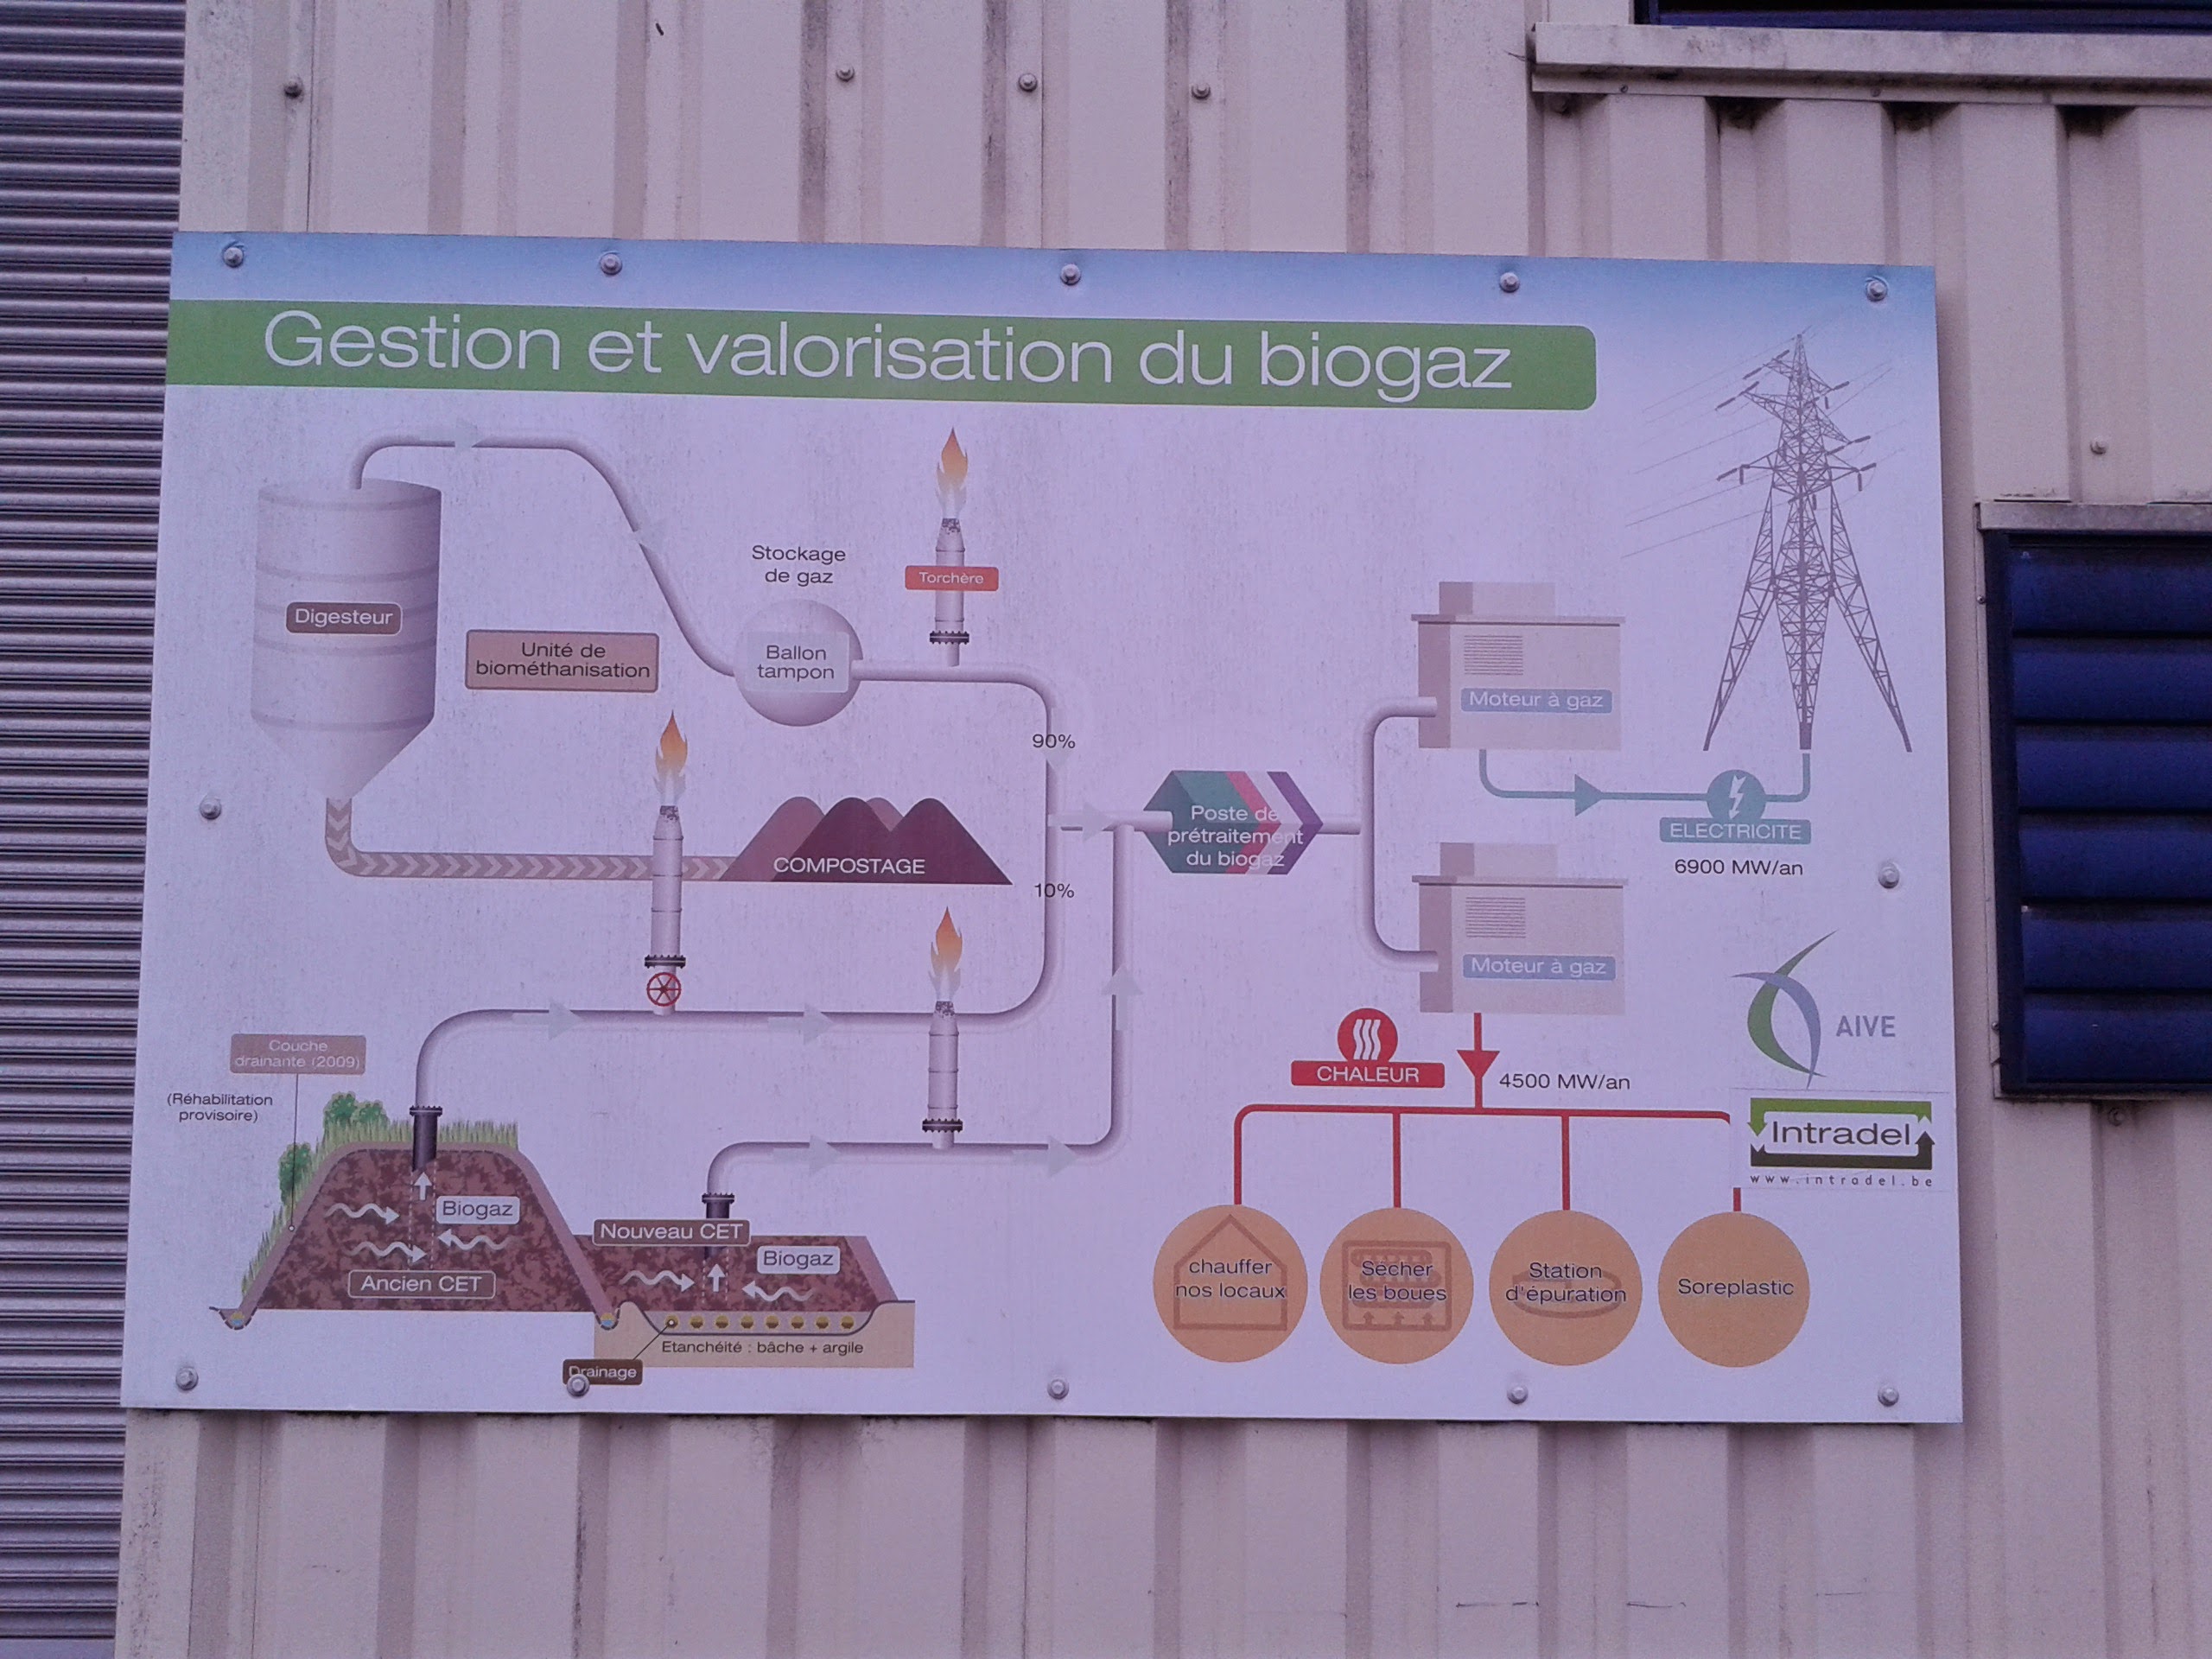 Gestion et valorisation du biogaz
Stockage
de gaz
Torchère
Digesteur
Unité de
biométhanisation
Ballon
tampon
Moteur à gaz
90%
Poste de
prétraitement
du biogaz
ELECTRICITE
6900 MW/an
COMPOSTAGE
10%
Moteur à gaz
AIVE
Couche
drainante (2009)
(Réhabilitation
provisoire)
CHALEUR
4500 MW/an
Intradel
www.intradel.be
Biogaz
Ancien CET
Nouveau CET
Biogaz
Etanchéité : bâche + argile
Drainage
chauffer
nos locaux
Sécher
les boues
Station
d'épuration
Soreplastic